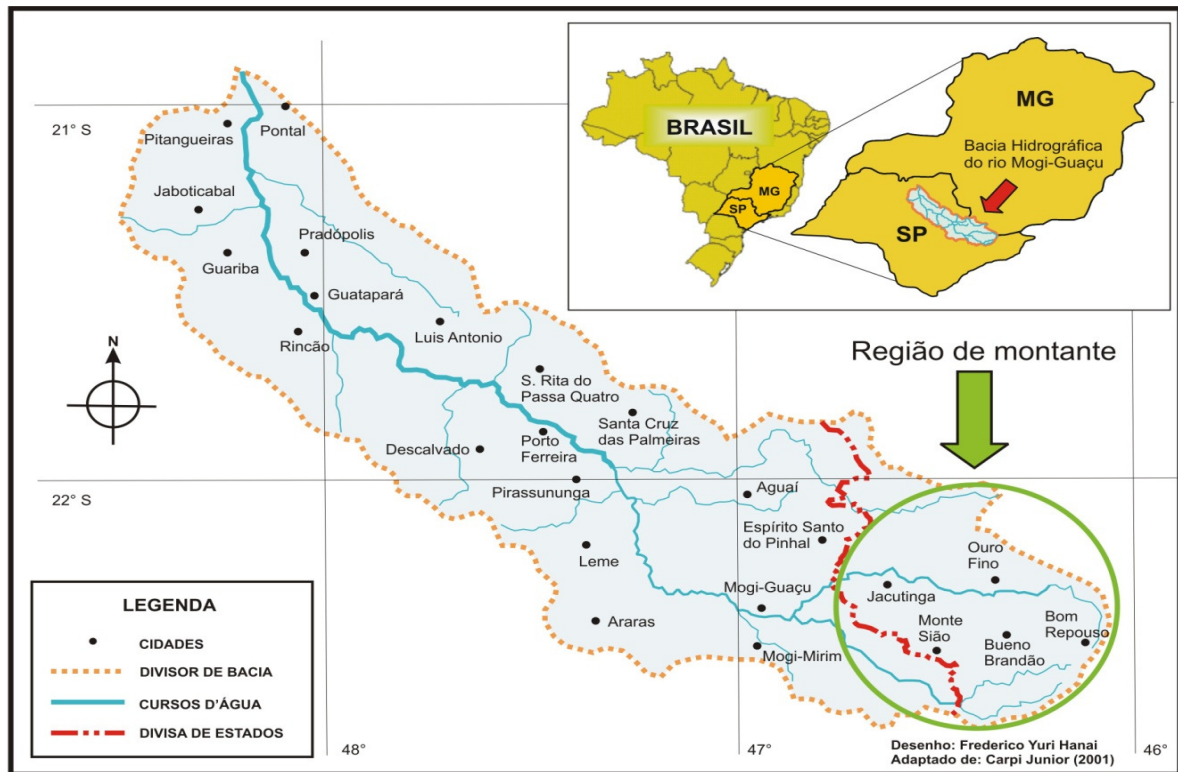 21° S
Pitangueiras
Pontal
Jaboticabal
Pradópolis
Guariba
Guatapará
Rincão
Luis Antonio
N
S. Rita do
Passa Quatro
Santa Cruz
das Palmeiras
Descalvado
Porto
Ferreira
22° S
Pirassununga
Aguaí
Leme
Espírito Santo
do Pinhal
Mogi-Guaçu
Araras
Mogi-Mirim
Jacutinga
Ouro
Fino
Monte
Sião
Bueno
Brandão
Bom
Repouso
BRASIL
MG
SP
MG
Bacia Hidrográfica
do rio Mogi-Guaçu
SP
Região de montante
LEGENDA
CIDADES
DIVISOR DE BACIA
CURSOS D'ÁGUA
DIVISA DE ESTADOS
48°
47°
46°
Desenho: Frederico Yuri Hanai
Adaptado de: Carpi Junior (2001)